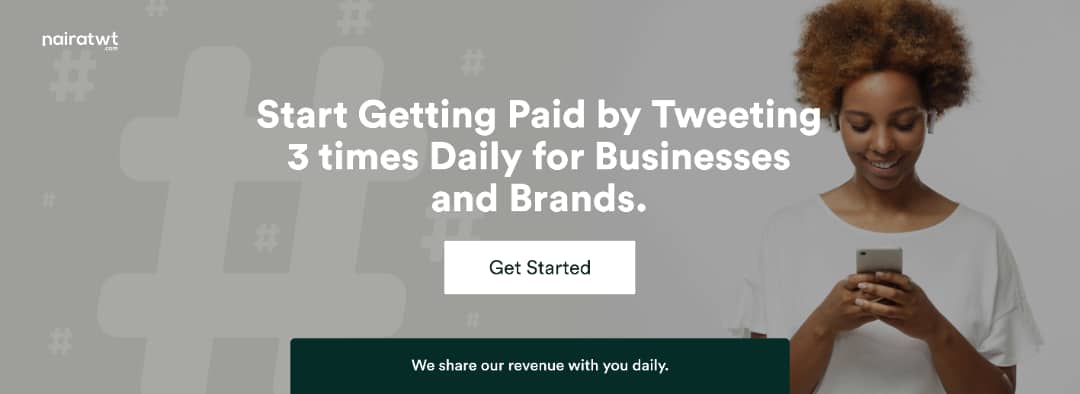 nairatwt
.com
Start Getting Paid by Tweeting
3 times Daily for Businesses
and Brands.
Get Started
We share our revenue with you daily.